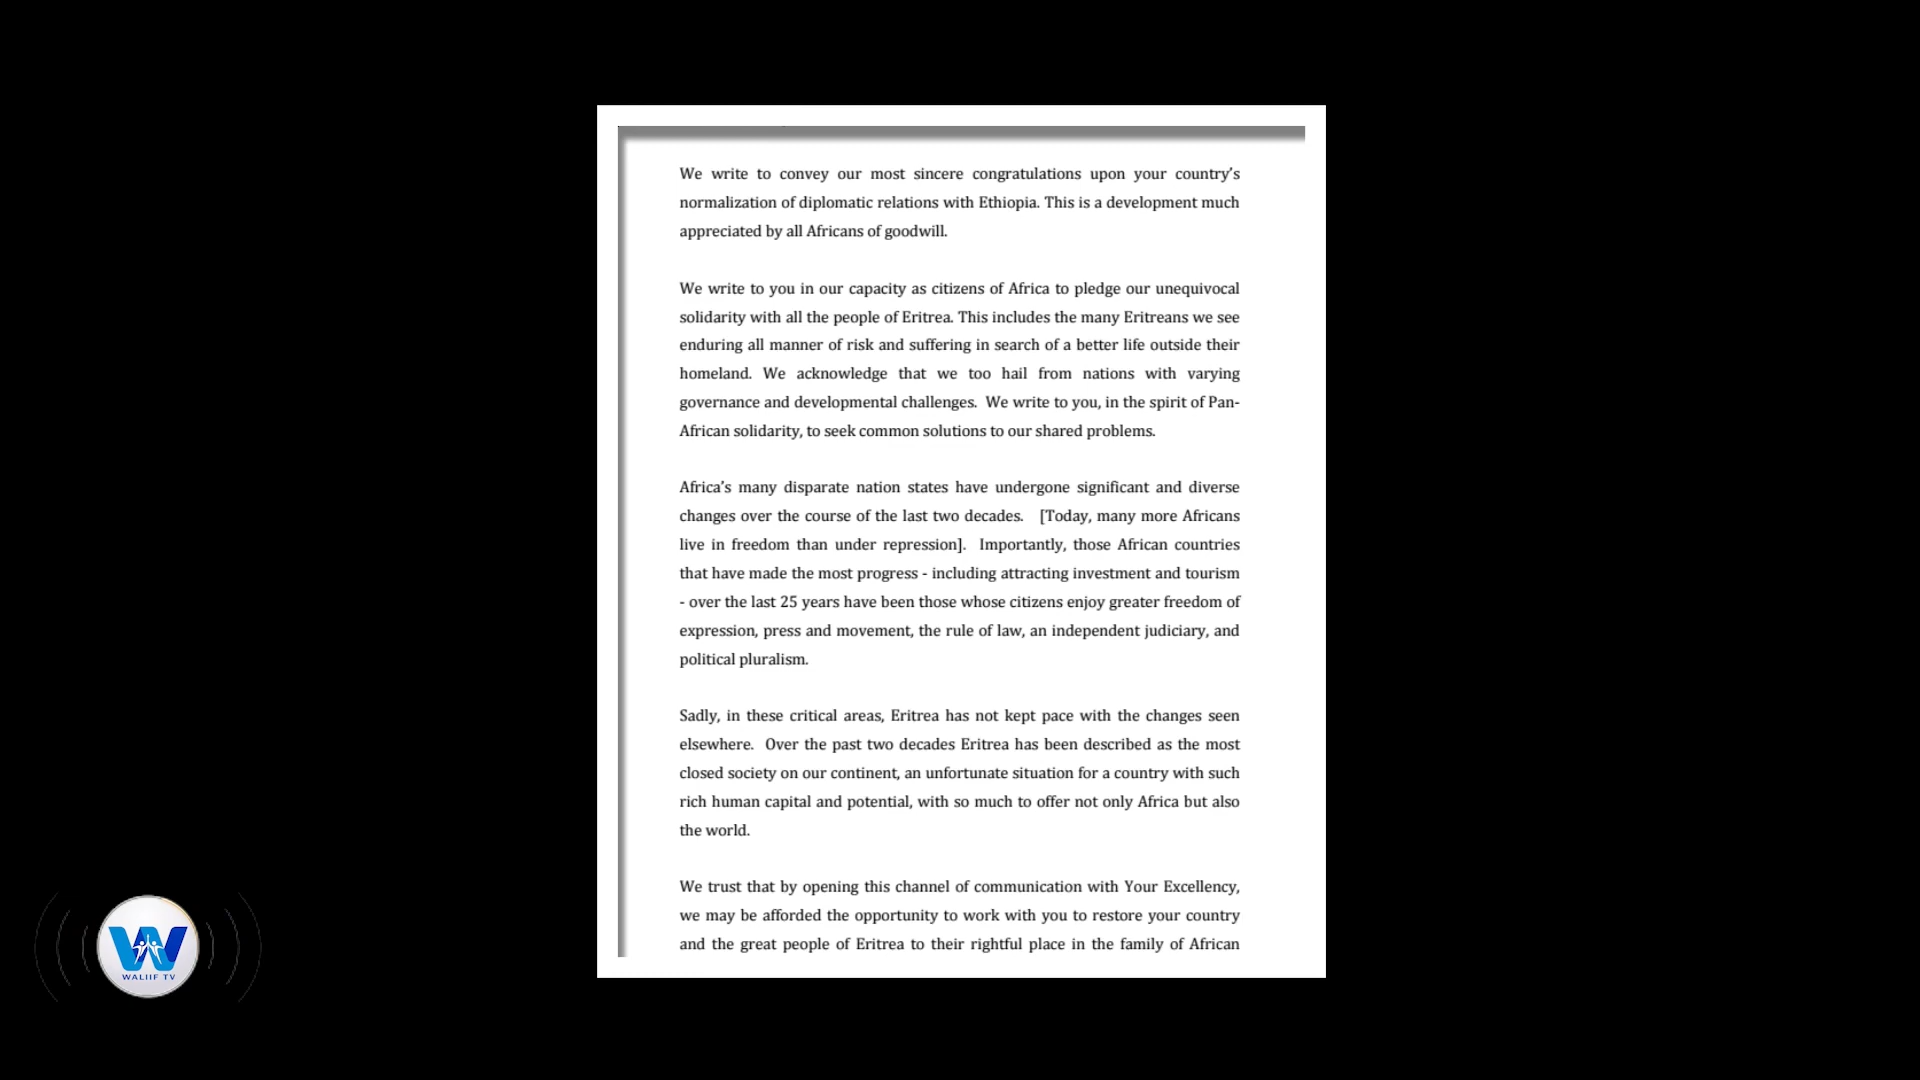 We write to convey our most sincere congratulations upon your country's
normalization of diplomatic relations with Ethiopia. This is a development much
appreciated by all Africans of goodwill.
We write to you in our capacity as citizens of Africa to pledge our unequivocal
solidarity with all the people of Eritrea. This includes the many Eritreans we see
enduring all manner of risk and suffering in search of a better life outside their
homeland. We acknowledge that we too hail from nations with varying
governance and developmental challenges. We write to you, in the spirit of Pan-
African solidarity, to seek common solutions to our shared problems.
Africa's many disparate nation states have undergone significant and diverse
changes over the course of the last two decades. [Today, many more Africans
live in freedom than under repression]. Importantly, those African countries
that have made the most progress - including attracting investment and tourism
- over the last 25 years have been those whose citizens enjoy greater freedom of
expression, press and movement, the rule of law, an independent judiciary, and
political pluralism.
Sadly, in these critical areas, Eritrea has not kept pace with the changes seen
elsewhere. Over the past two decades Eritrea has been described as the most
closed society on our continent, an unfortunate situation for a country with such
rich human capital and potential, with so much to offer not only Africa but also
the world.
We trust that by opening this channel of communication with Your Excellency,
we may be afforded the opportunity to work with you to restore your country
and the great people of Eritrea to their rightful place in the family of African
W
WALIIF TV